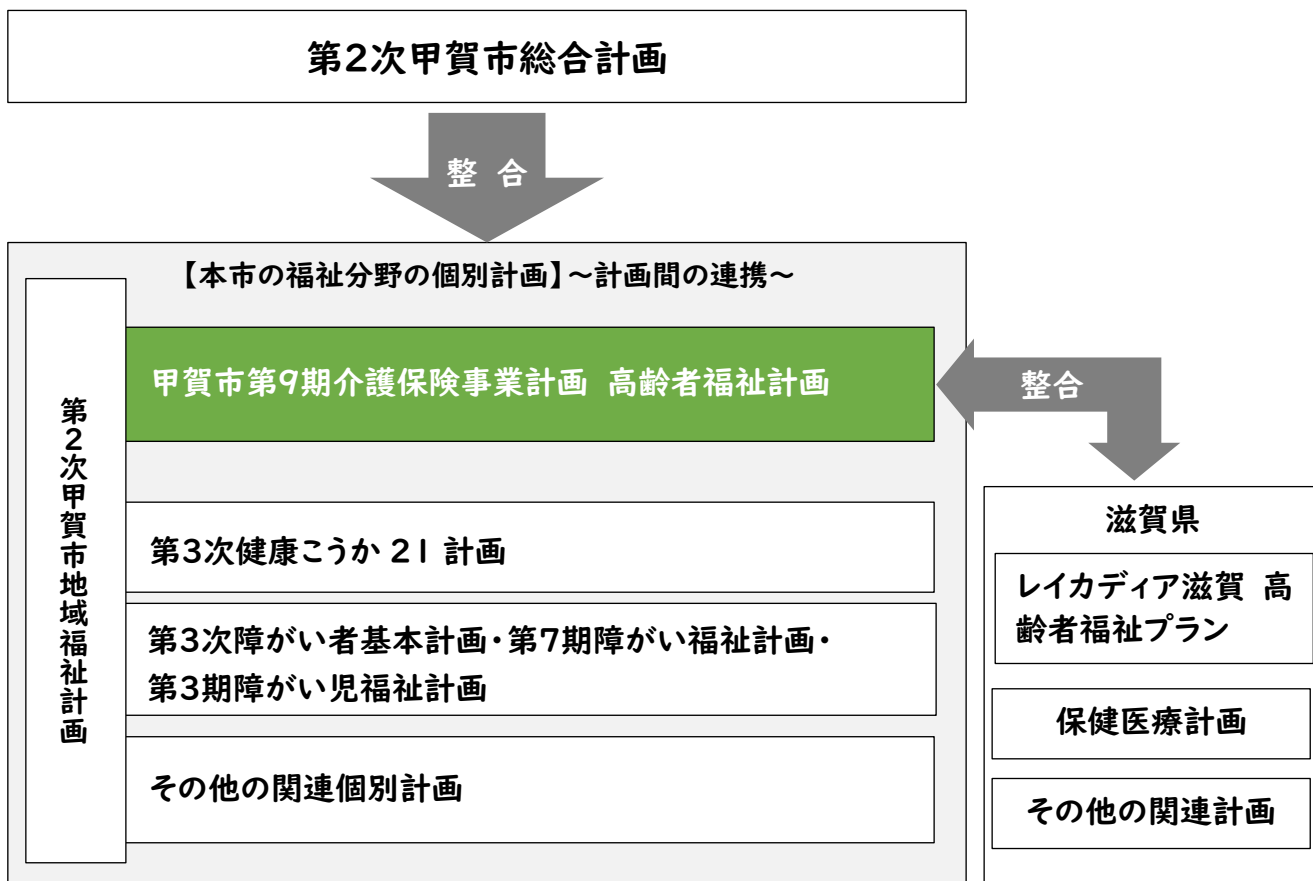 第2次甲賀市総合計画
整 合
【本市の福祉分野の個別計画】～計画間の連携～
第2次甲賀市地域福祉計画
甲賀市第9期介護保険事業計画 高齢者福祉計画
第3次健康こうか 21 計画
第3次障がい者基本計画・第7期障がい福祉計画・
第3期障がい児福祉計画
その他の関連個別計画
整合
滋賀県
レイカディア滋賀 高
齢者福祉プラン
保健医療計画
その他の関連計画